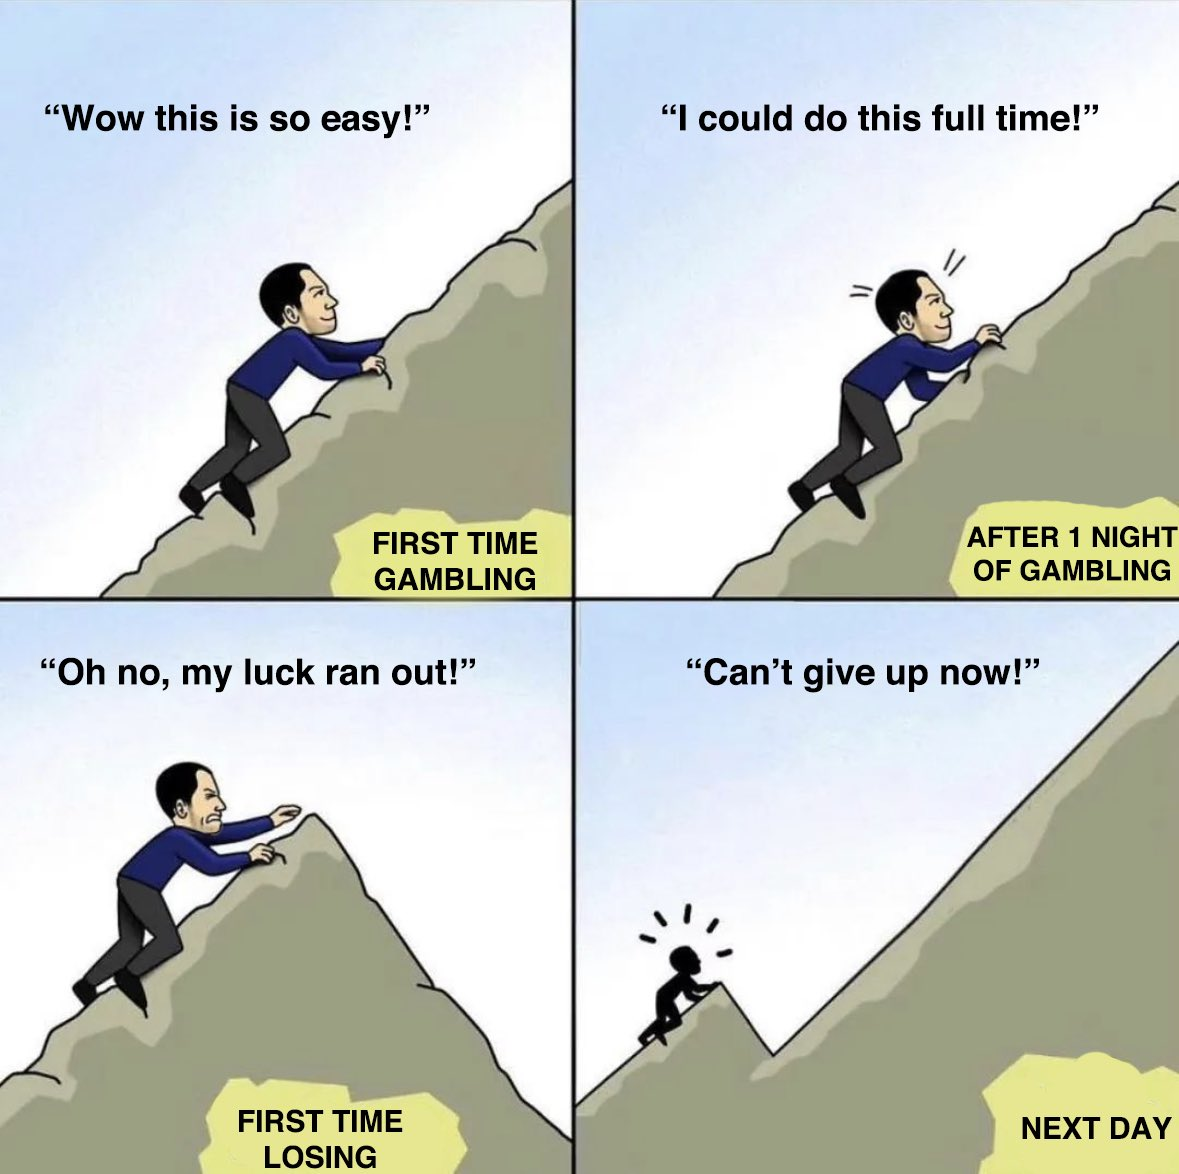 “Wow this is so easy!”
“I could do this full time!”
FIRST TIME
GAMBLING
AFTER 1 NIGHT
OF GAMBLING
“Oh no, my luck ran out!”
“Can’t give up now!”
FIRST TIME
LOSING
NEXT DAY